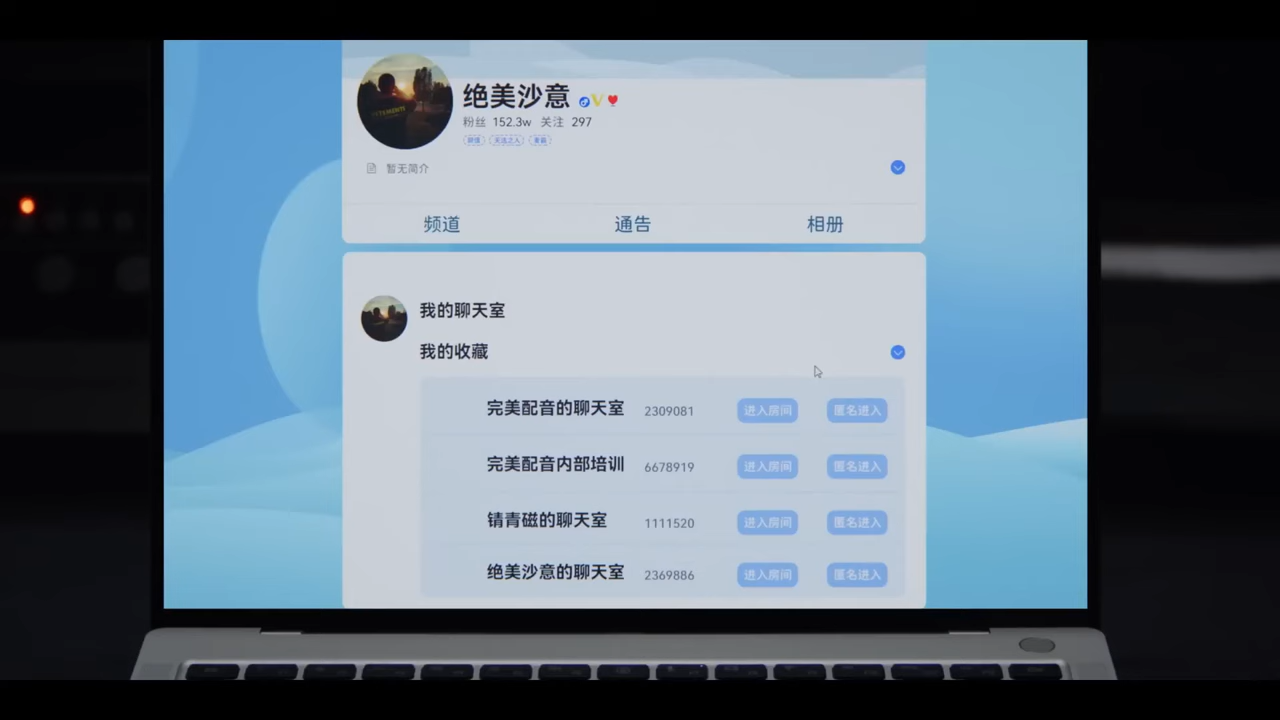 绝美沙意
粉丝 152.3w 关注 297
暂无简介
频道 通告 相册
我的聊天室
我的收藏
完美配音的聊天室 2309081 进入房间 匿名进入
完美配音内部培训 6678919 进入房间 匿名进入
锖青磁的聊天室 1111520 进入房间 匿名进入
绝美沙意的聊天室 2369886 进入房间 匿名进入